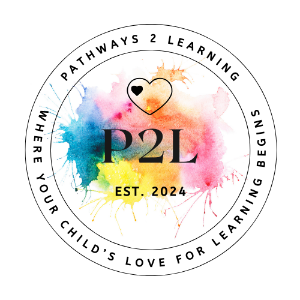 PATHWAYS 2 LEARNING
P2L
EST. 2024
WHERE YOUR CHILD'S LOVE FOR LEARNING BEGINS